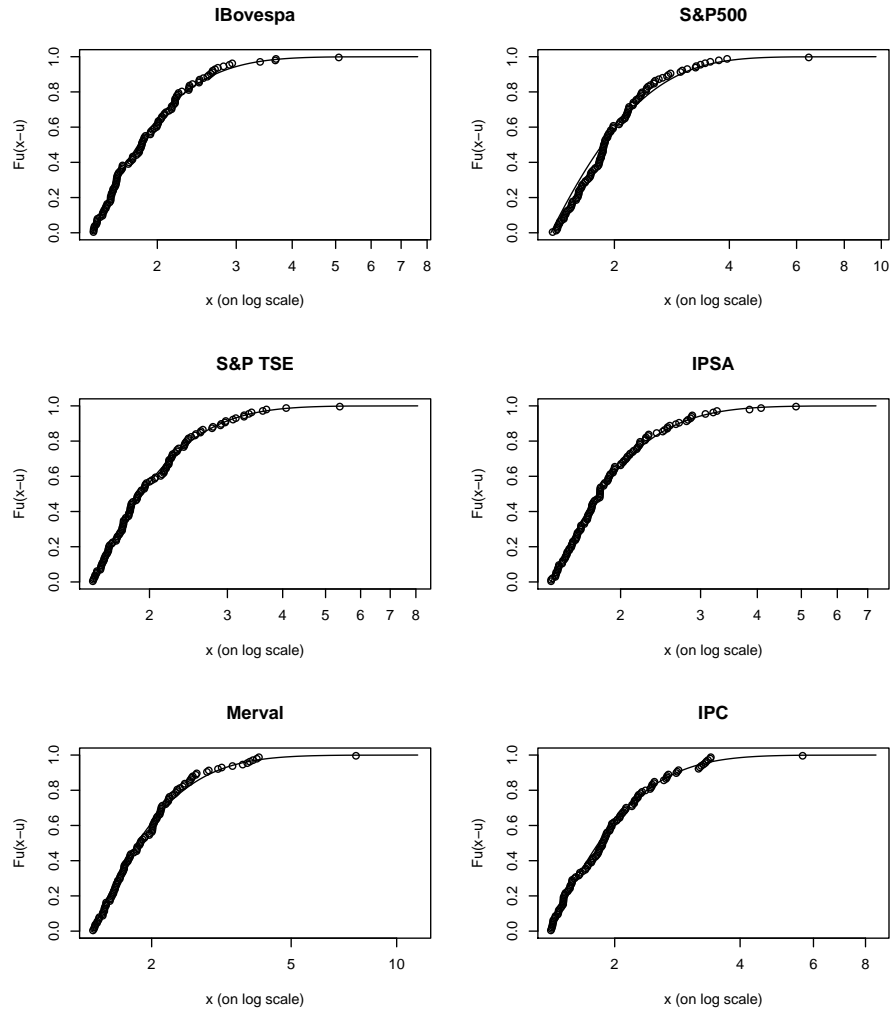 IBovespa
Fu(x−u)
0.0 0.2 0.4 0.6 0.8 1.0
2 3 4 5 6 7 8
x (on log scale)
S&P500
Fu(x−u)
0.0 0.2 0.4 0.6 0.8 1.0
2 4 6 8 10
x (on log scale)
S&P TSE
Fu(x−u)
0.0 0.2 0.4 0.6 0.8 1.0
2 3 4 5 6 7 8
x (on log scale)
IPSA
Fu(x−u)
0.0 0.2 0.4 0.6 0.8 1.0
2 3 4 5 6 7
x (on log scale)
Merval
Fu(x−u)
0.0 0.2 0.4 0.6 0.8 1.0
2 5 10
x (on log scale)
IPC
Fu(x−u)
0.0 0.2 0.4 0.6 0.8 1.0
2 4 6 8
x (on log scale)